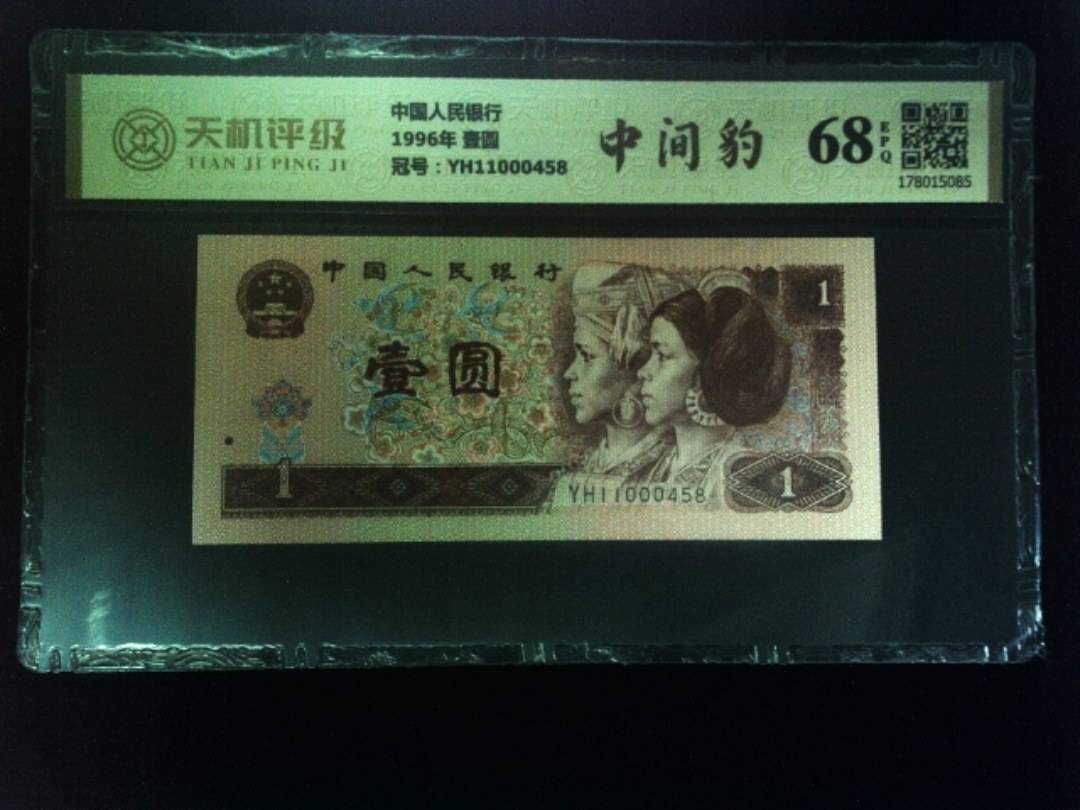 天机评级
TIAN JI PING JI
中国人民银行
1996年 壹圆
冠号：YH11000458
中间豹
68
EPQ
178015085
中国人民银行
1
壹圆
1
YH11000458
1